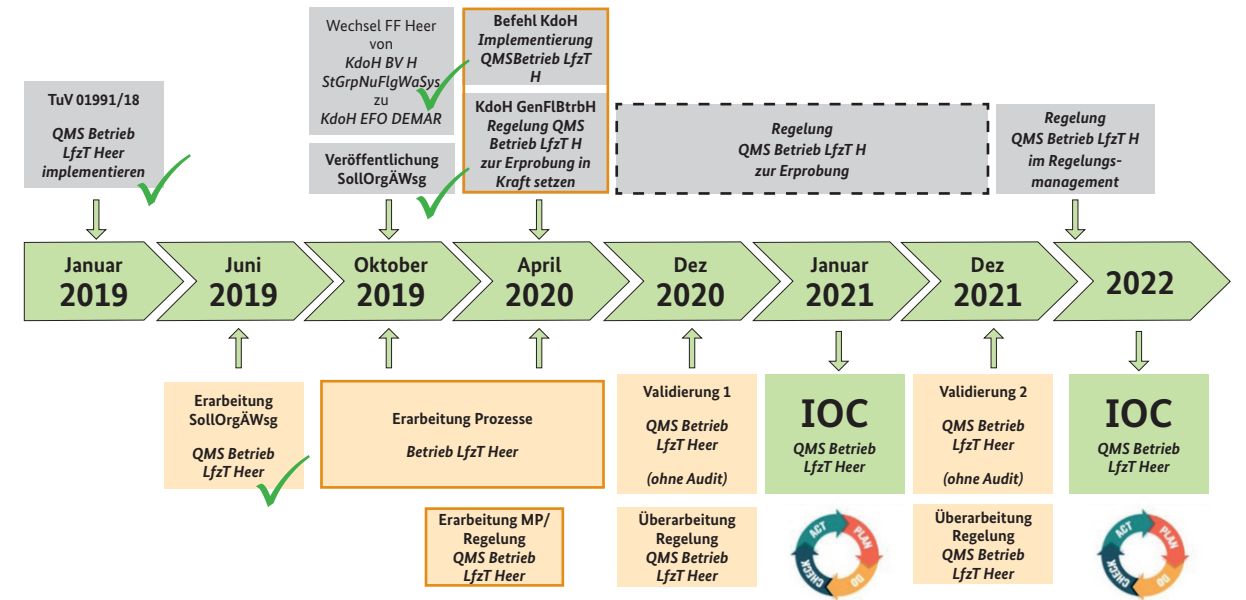 TuV 01991/18
QMS Betrieb
LfzT Heer
implementieren
Wechsel FF Heer
von
KdoH BV H
StGrpNuFlgWaSys
zu
KdoH EFO DEMAR
Veröffentlichung
SollOrgÄWsg
Befehl KdoH
Implementierung
QMSBetrieb LfzT
H
KdoH GenFlBtrbH
Regelung QMS
Betrieb LfzT H
zur Erprobung in
Kraft setzen
Regelung
QMS Betrieb LfzT H
zur Erprobung
Regelung
QMS Betrieb LfzT H
im Regelungs-
management
Januar
2019
Juni
2019
Oktober
2019
April
2020
Dez
2020
Januar
2021
Dez
2021
2022
Erarbeitung
SollOrgÄWsg
QMS Betrieb
LfzT Heer
Erarbeitung Prozesse
Betrieb LfzT Heer
Erarbeitung MP/
Regelung
QMS Betrieb
LfzT Heer
Validierung 1
QMS Betrieb
LfzT Heer
(ohne Audit)
Überarbeitung
Regelung
QMS Betrieb
LfzT Heer
IOC
QMS Betrieb
LfzT Heer
ACT
PLAN
DO
CHECK
Validierung 2
QMS Betrieb
LfzT Heer
(ohne Audit)
Überarbeitung
Regelung
QMS Betrieb
LfzT Heer
IOC
QMS Betrieb
LfzT Heer
ACT
PLAN
DO
CHECK